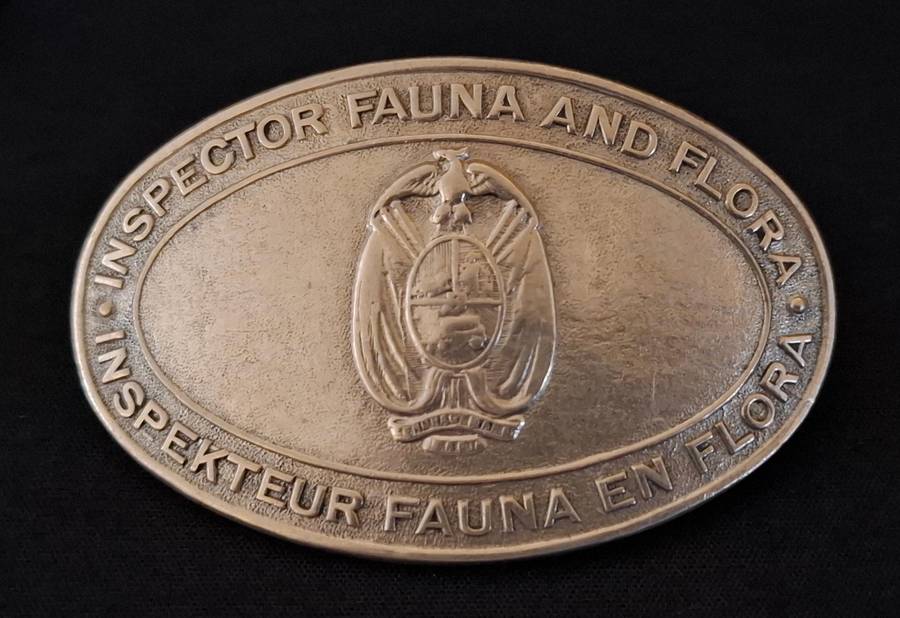 INSPECTOR FAUNA AND FLORA
INSPEKTEUR FAUNA EN FLORA